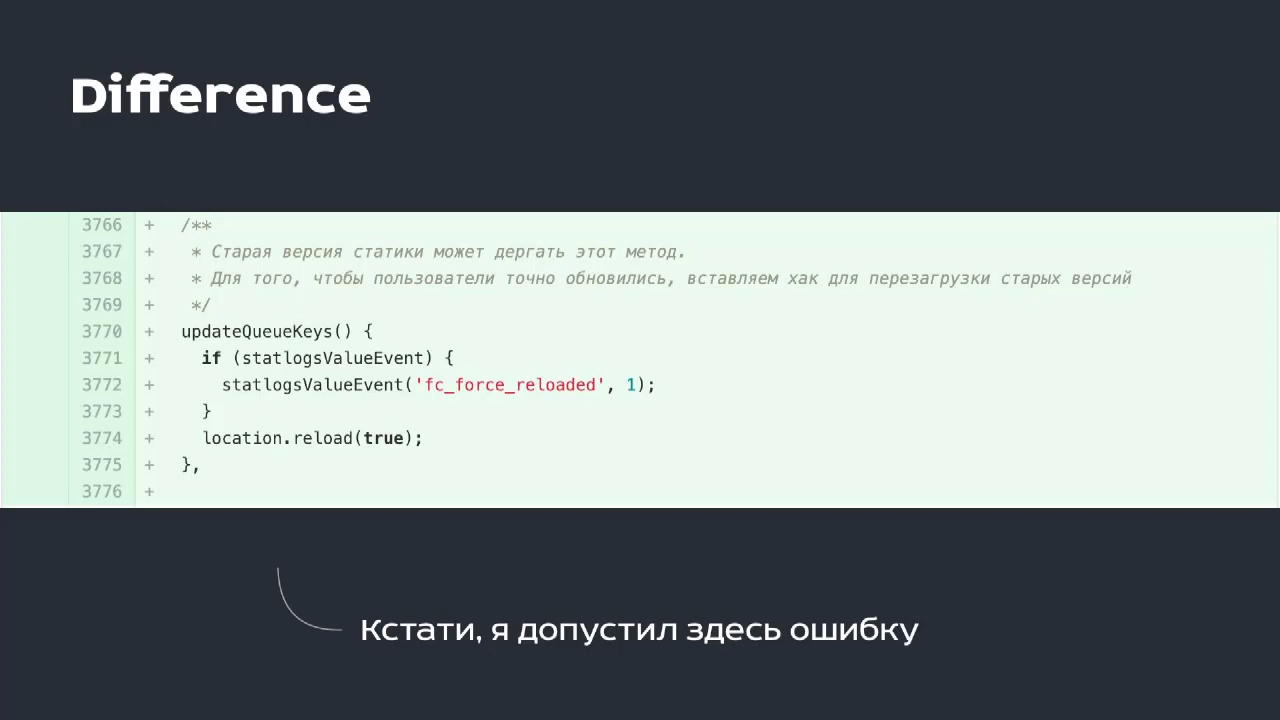 Difference
3766 + /**
3767 + * Старая версия статики может дергать этот метод.
3768 + * Для того, чтобы пользователи точно обновились, вставляем хак для перезагрузки старых версий
3769 + */
3770 + updateQueueKeys() {
3771 + if (statlogsValueEvent) {
3772 + statlogsValueEvent('fc_force_reloaded', 1);
3773 + }
3774 + location.reload(true);
3775 + },
3776 +
Кстати, я допустил здесь ошибку